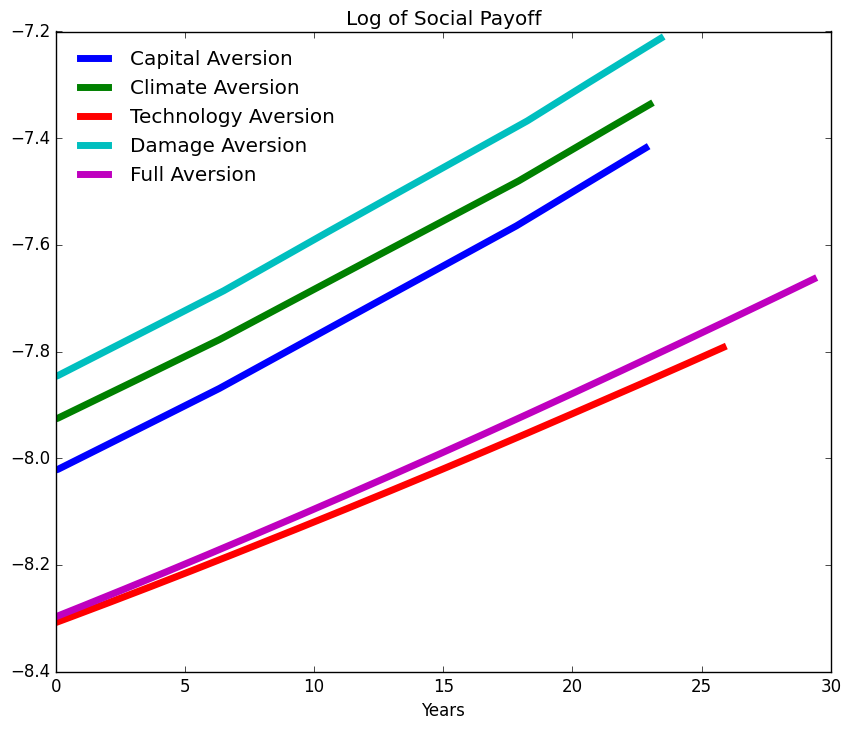 Log of Social Payoff
−7.2
−7.4
−7.6
−7.8
−8.0
−8.2
−8.4
Capital Aversion
Climate Aversion
Technology Aversion
Damage Aversion
Full Aversion
0 5 10 15 20 25 30
Years